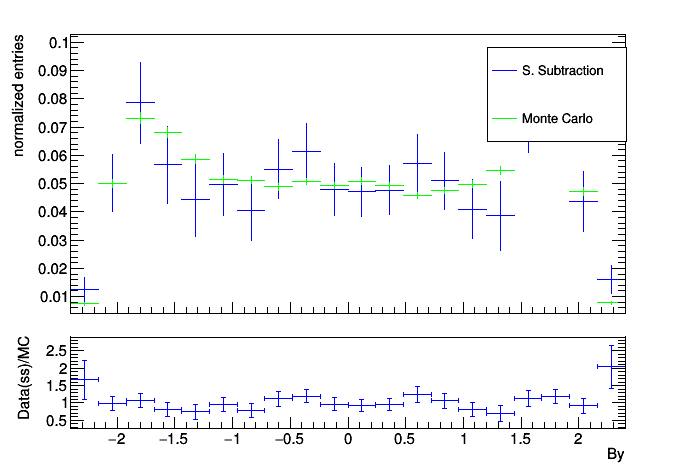 normalized entries
0.1
0.09
0.08
0.07
0.06
0.05
0.04
0.03
0.02
0.01
S. Subtraction
Monte Carlo
Data(ss)/MC
2.5
2
1.5
1
0.5
−2 −1.5 −1 −0.5 0 0.5 1 1.5 2
By